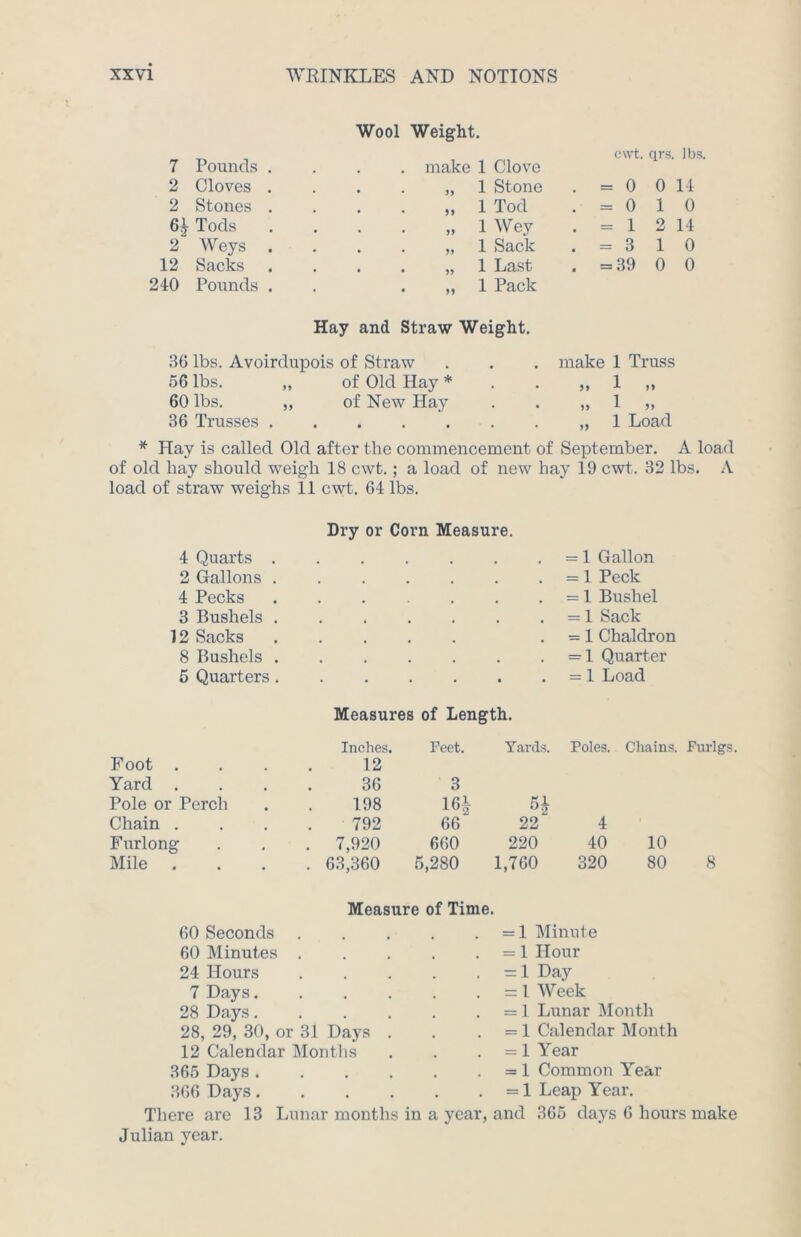 xxvi WRINKLES AND NOTIONS
Wool Weight.
cwt. qrs. lbs.
7 Pounds . . . . make 1 Clove
2 Cloves . . . . „ 1 Stone . = 0 0 14
2 Stones . . . . „ 1 Tod . = 0 1 0
6½ Tods . . . . „ 1 Wey . = 1 2 14
2 Weys . . . . „ 1 Sack . = 3 1 0
12 Sacks . . . . „ 1 Last . = 39 0 0
240 Pounds . . . „ 1 Pack
Hay and Straw Weight.
36 lbs. Avoirdupois of Straw . . . make 1 Truss
56 lbs. „ of Old Hay * . . „ 1 „
60 lbs. „ of New Hay . . „ 1 „
36 Trusses . . . . . . . „ 1 Load
* Hay is called Old after the commencement of September. A load
of old hay should weigh 18 cwt. ; a load of new hay 19 cwt. 32 lbs. A
load of straw weighs 11 cwt. 64 lbs.
Dry or Corn Measure.
4 Quarts . . . . . . . = 1 Gallon
2 Gallons . . . . . . . = 1 Peck
4 Pecks . . . . . . . = 1 Bushel
3 Bushels . . . . . . . = 1 Sack
12 Sacks . . . . . . = 1 Chaldron
8 Bushels . . . . . . . = 1 Quarter
5 Quarters . . . . . . . = 1 Load
Measures of Length.
Inches. Feet. Yards. Poles. Chains. Furlgs.
Foot . . . . 12
Yard . . . . 36 3
Pole or Perch . . 198 16½ 5½
Chain . . . . 792 66 22 4
Furlong . . . 7,920 660 220 40 10
Mile . . . . 63,360 5,280 1,760 320 80 8
Measure of Time.
60 Seconds . . . . . = 1 Minute
60 Minutes . . . . . = 1 Hour
24 Hours . . . . . = 1 Day
7 Days . . . . . . = 1 Week
28 Days . . . . . . = 1 Lunar Month
28, 29, 30, or 31 Days . . . = 1 Calendar Month
12 Calendar Months . . . = 1 Year
365 Days . . . . . . = 1 Common Year
366 Days . . . . . . = 1 Leap Year.
There are 13 Lunar months in a year, and 365 days 6 hours make
Julian year.